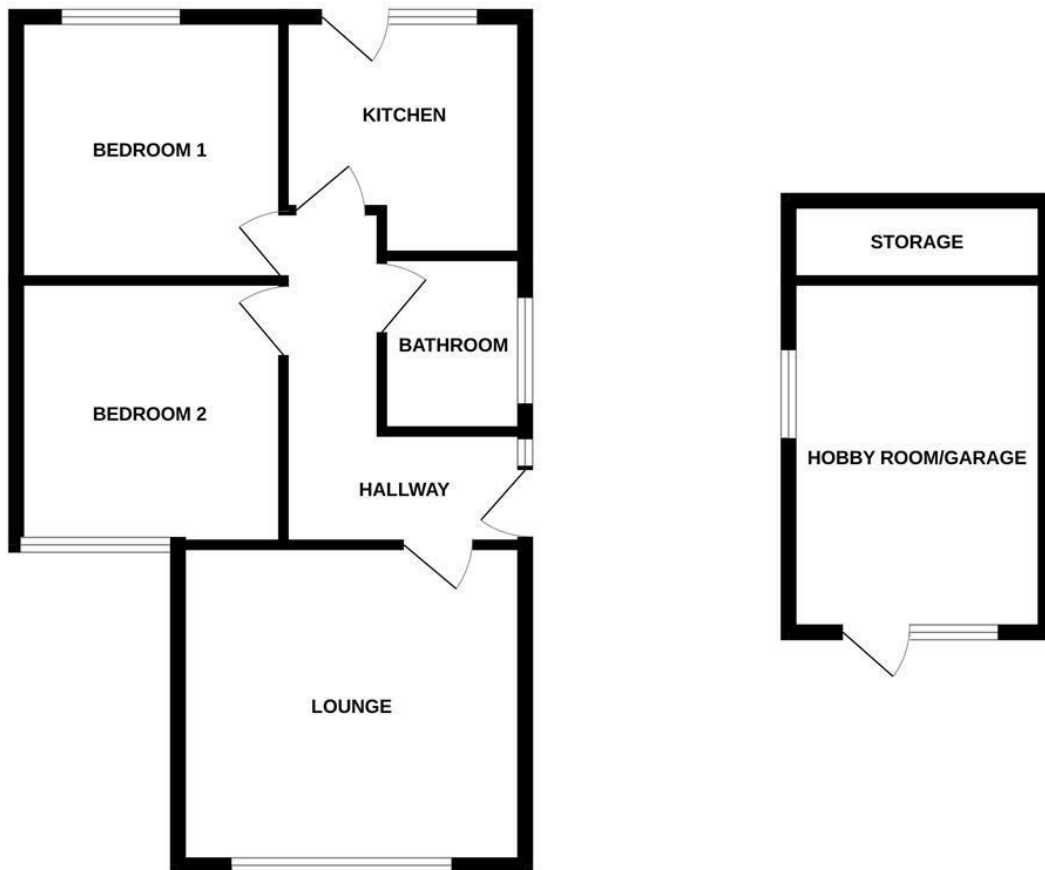 KITCHEN
BEDROOM 1
STORAGE
BATHROOM
BEDROOM 2
HOBBY ROOM/GARAGE
HALLWAY
LOUNGE